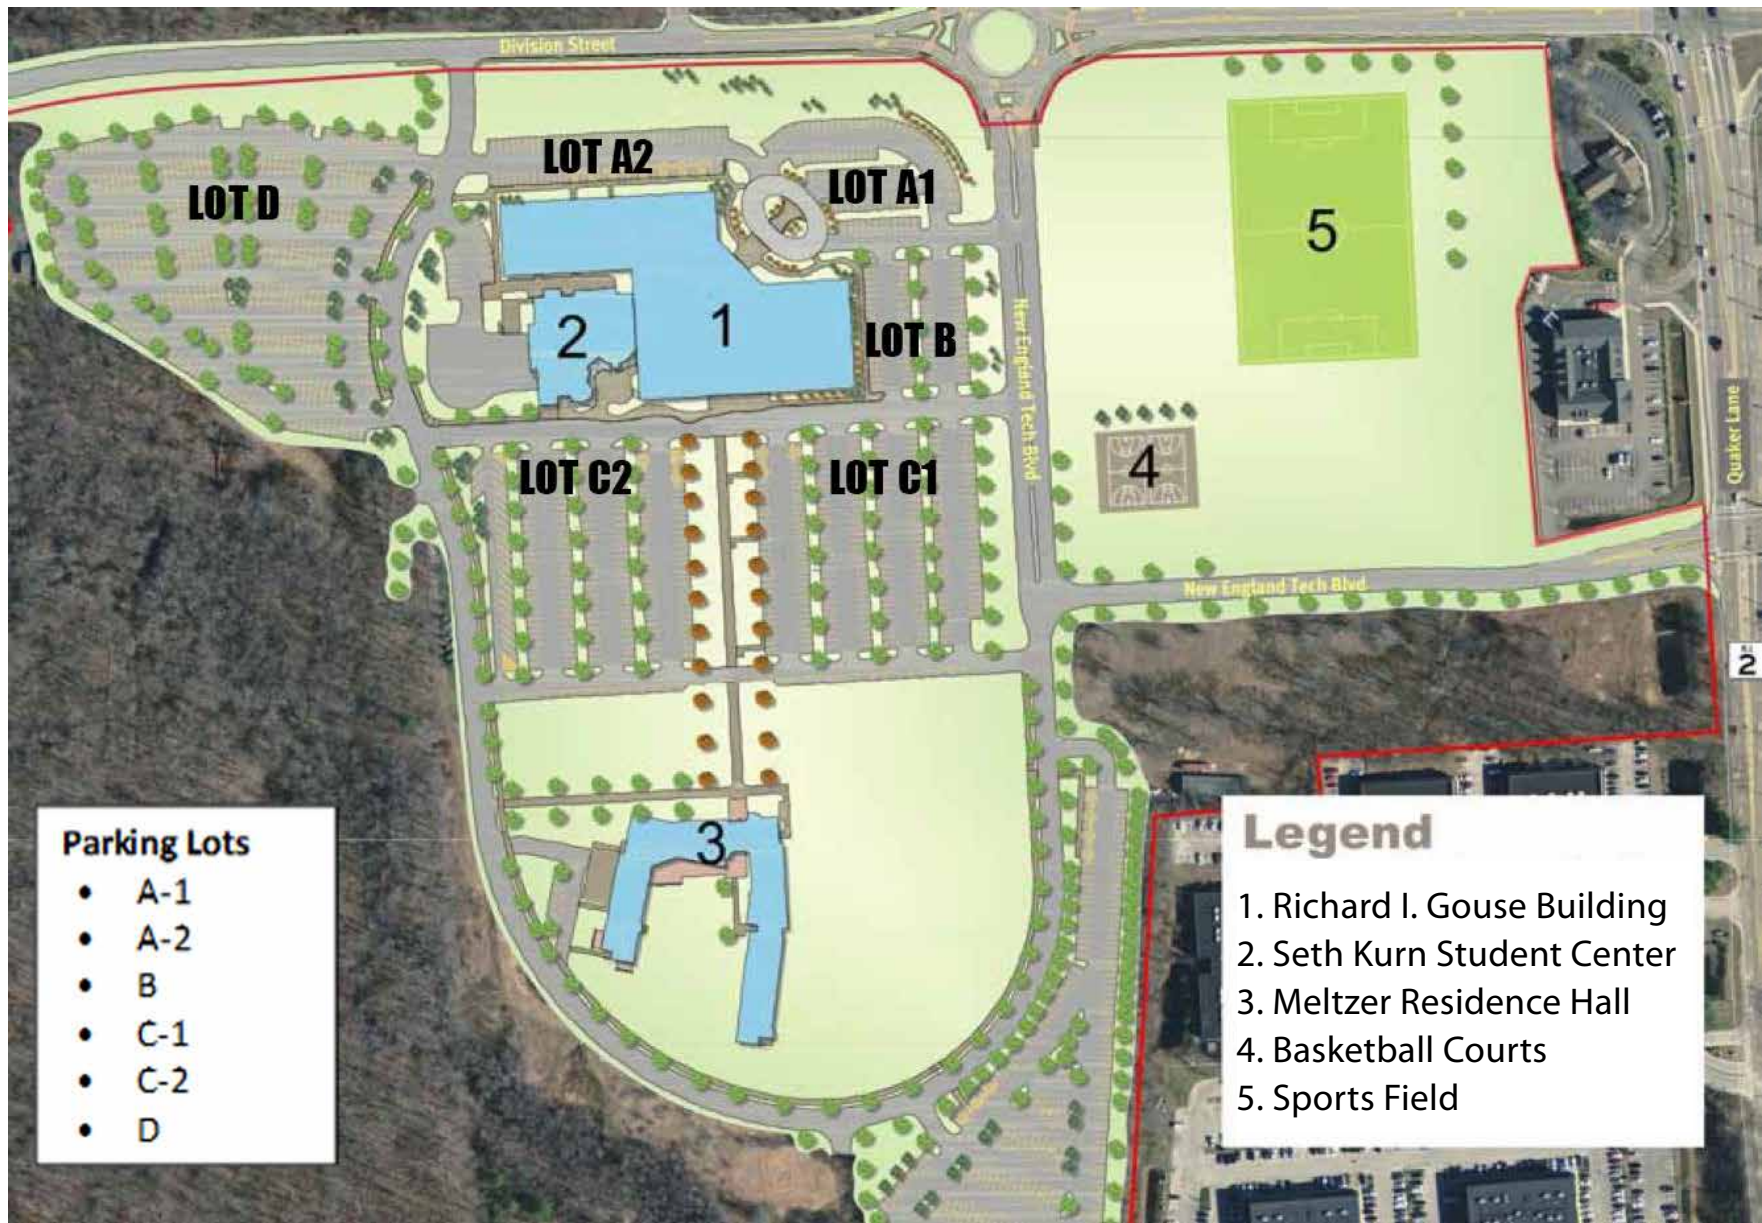 Division Street
LOT A2
LOT A1
LOT D
5
1
2
LOT B
New England Tech Blvd
Quaker Lane
4
LOT C2
LOT C1
New England Tech Blvd
2
3
Parking Lots
• A-1
• A-2
• B
• C-1
• C-2
• D
Legend
1. Richard I. Gouse Building
2. Seth Kurn Student Center
3. Meltzer Residence Hall
4. Basketball Courts
5. Sports Field